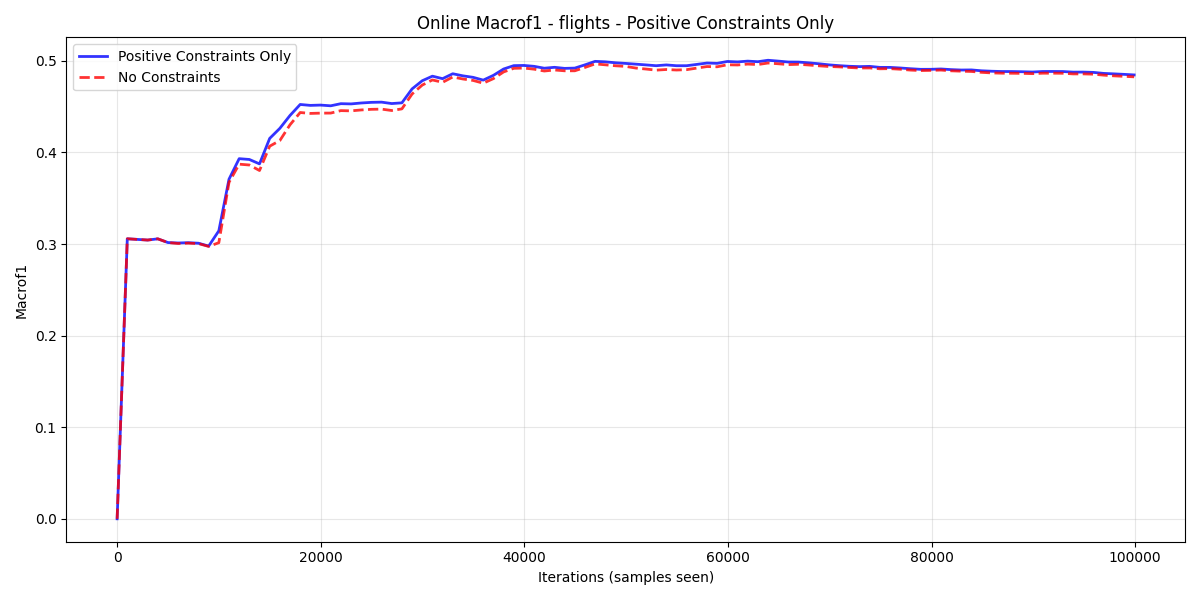 Online Macrof1 - flights - Positive Constraints Only
Positive Constraints Only
No Constraints
Macrof1
0.5
0.4
0.3
0.2
0.1
0.0
0
20000
40000
60000
80000
100000
Iterations (samples seen)